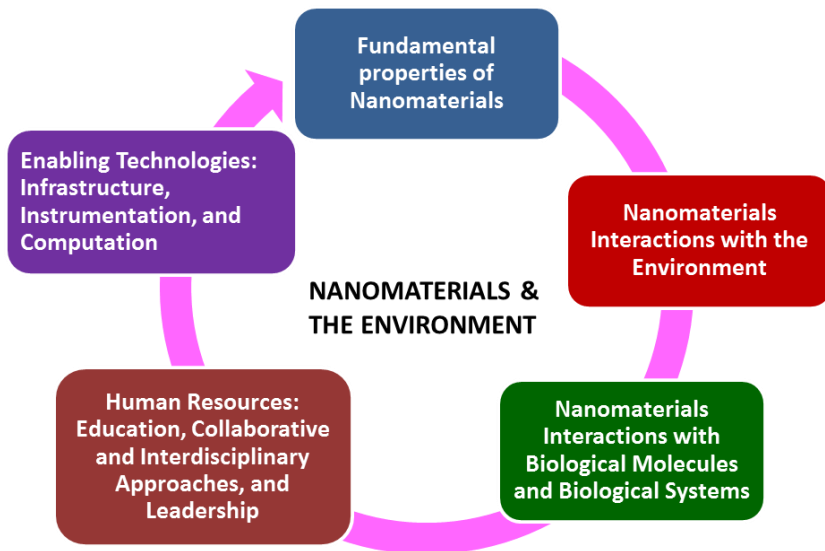 Fundamental
properties of
Nanomaterials
Enabling Technologies:
Infrastructure,
Instrumentation, and
Computation
Nanomaterials
Interactions with the
Environment
NANOMATERIALS &
THE ENVIRONMENT
Human Resources:
Education, Collaborative
and Interdisciplinary
Approaches, and
Leadership
Nanomaterials
Interactions with
Biological Molecules
and Biological Systems